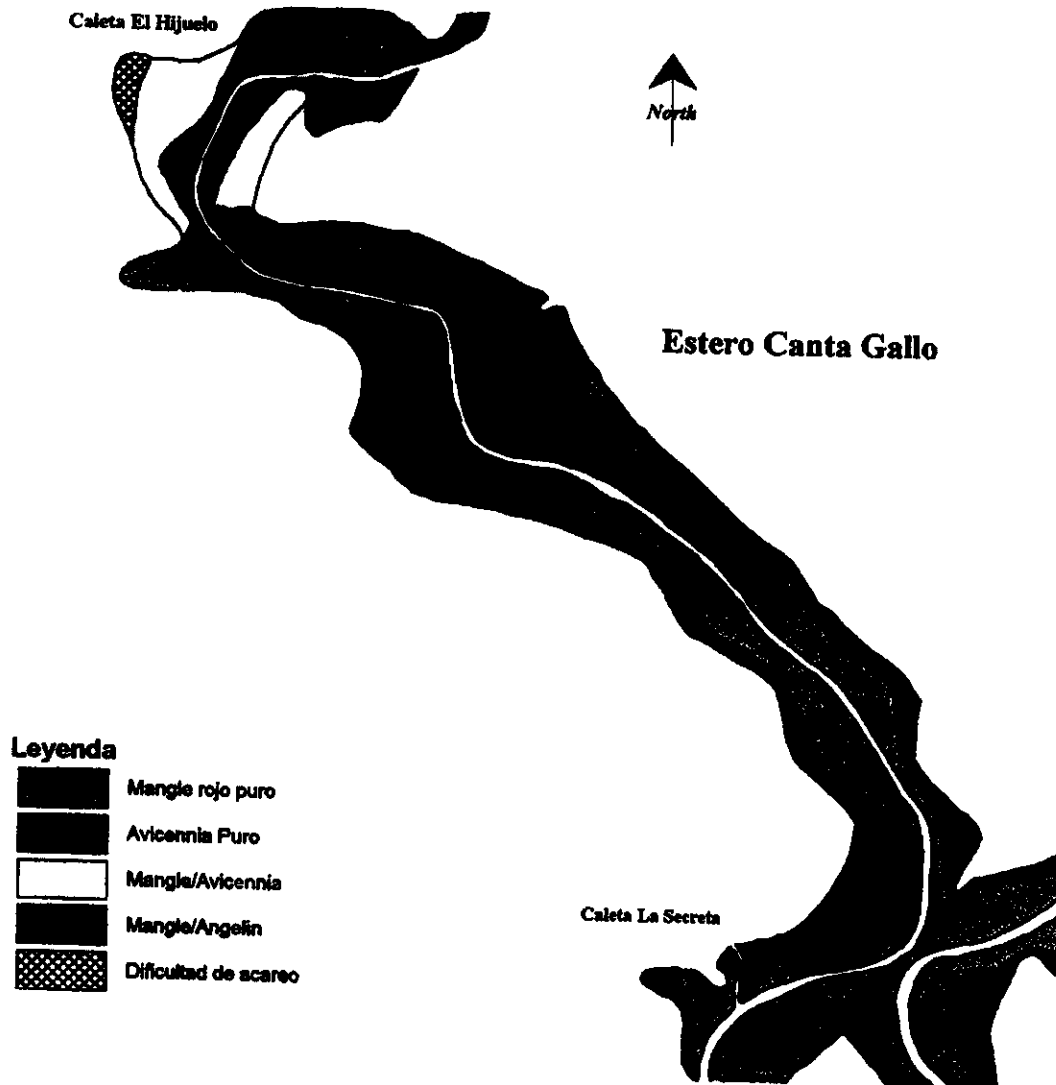 Caleta El Hijuelo
North
Estero Canta Gallo
Leyenda
Mangle rojo puro
Avicennia Puro
Mangle/Avicennia
Mangle/Angelin
Dificultad de acareo
Caleta La Secreta